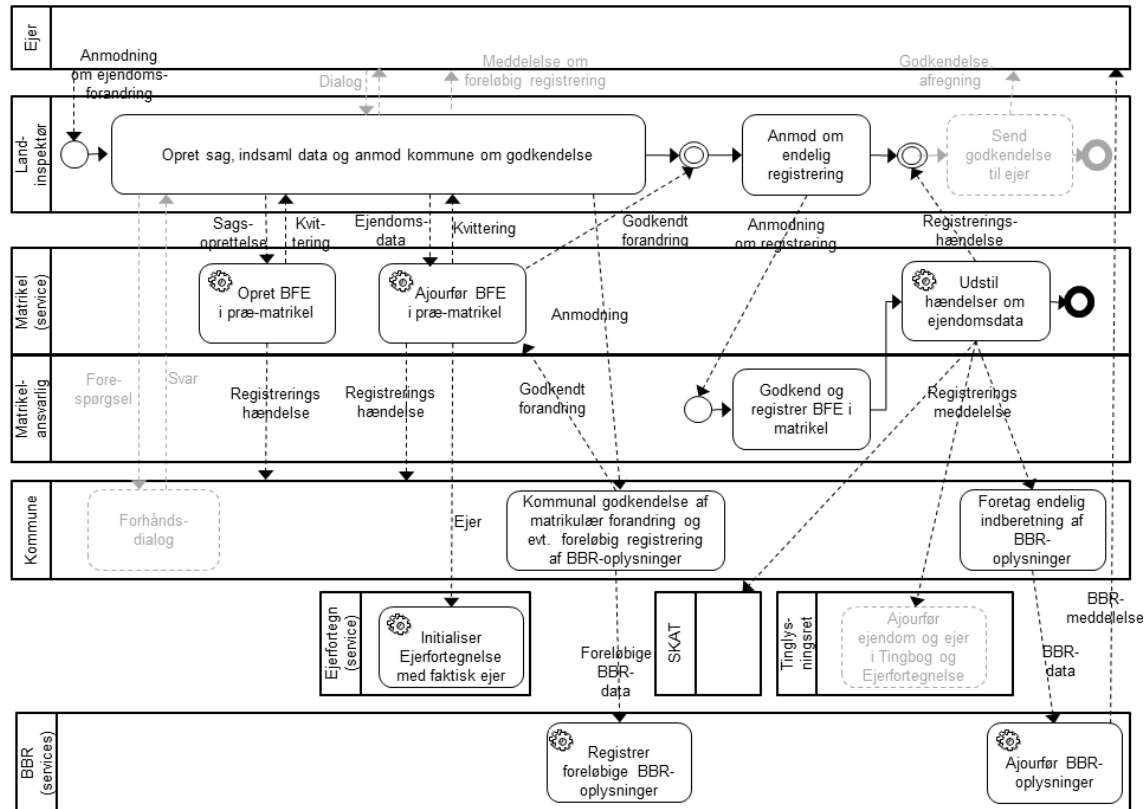 Ejer
Anmodning
om ejendoms-
forandring
Dialog
Meddelelse om
foreløbig registrering
Godkendelse,
afregning
Land-
inspektør
Opret sag, indsaml data og anmod kommune om godkendelse
Anmod om
endelig
registrering
Send
godkendelse
til ejer
Sags-
oprettelse
Kvit-
tering
Ejendoms-
data
Kvittering
Godkendt
forandring
Anmodning
om registrering
Registrerings-
hændelse
Matrikel
(service)
Opret BFE
i præ-matrikel
Ajourfør BFE
i præ-matrikel
Anmodning
Udstil
hændelser om
ejendomsdata
Matrikel-
ansvarlig
Fore-
spørgsel
Svar
Registrerings
hændelse
Registrerings
hændelse
Godkendt
forandring
Godkend og
registrer BFE i
matrikel
Registrerings
meddelelse
Kommune
Forhånds-
dialog
Ejer
Kommunal godkendelse af
matrikulær forandring og
evt. foreløbig registrering
af BBR-oplysninger
Foretag endelig
indberetning af
BBR-
oplysninger
Ejerfortegn
(service)
Initialiser
Ejerfortegnelse
med faktisk ejer
Foreløbige
BBR-
data
SKAT
Tinglys-
ningsret
Ajourfør
ejendom og ejer
i Tingbog og
Ejerfortegnelse
BBR-
data
BBR-
meddelelse
BBR
(services)
Registrer
foreløbige BBR-
oplysninger
Ajourfør BBR-
oplysninger